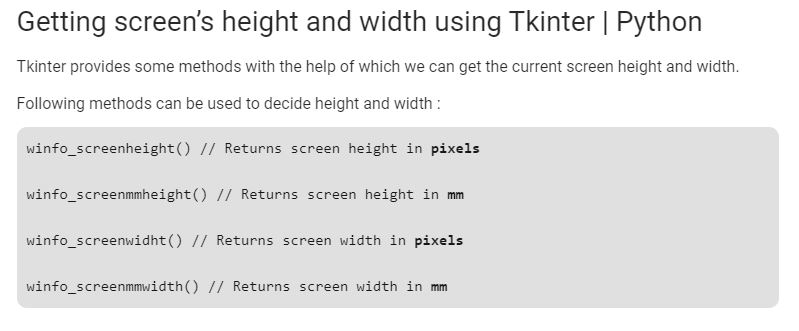 Getting screen’s height and width using Tkinter | Python
Tkinter provides some methods with the help of which we can get the current screen height and width.
Following methods can be used to decide height and width :
winfo_screenheight() // Returns screen height in pixels
winfo_screenmmheight() // Returns screen height in mm
winfo_screenwidht() // Returns screen width in pixels
winfo_screenmmwidth() // Returns screen width in mm